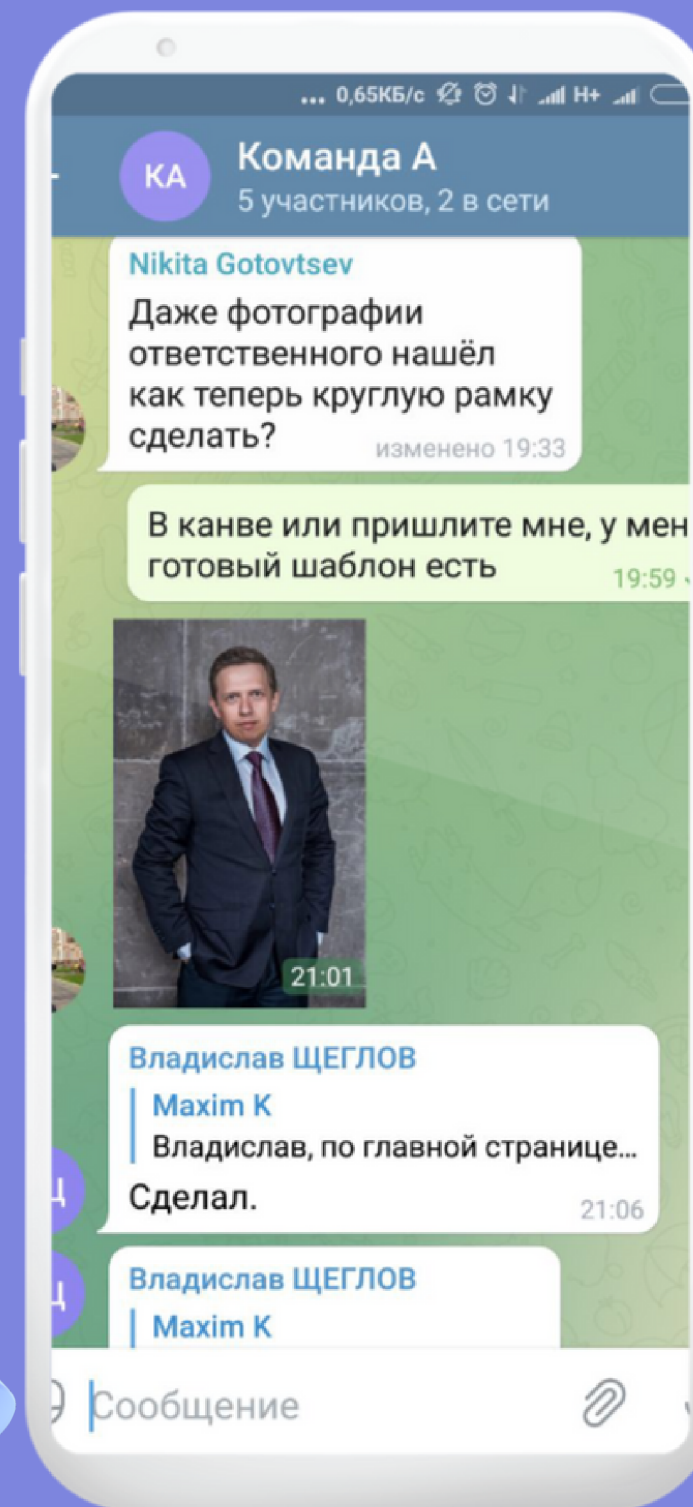 ... 0,65КБ/с H+
КА
Команда А
5 участников, 2 в сети
Nikita Gotovtsev
Даже фотографии
ответственного нашёл
как теперь круглую рамку
сделать?
изменено 19:33
В канве или пришлите мне, у мен
готовый шаблон есть
19:59
21:01
Владислав ЩЕГЛОВ
Maxim K
Владислав, по главной странице...
Сделал.
21:06
Щ
Владислав ЩЕГЛОВ
Щ
Maxim K
Сообщение